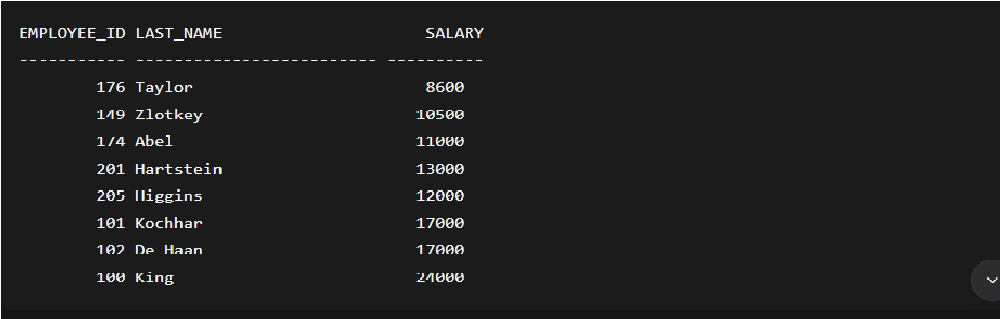 EMPLOYEE_ID LAST_NAME                     SALARY
----------- ------------------------- ----------
        176 Taylor                        8600
        149 Zlotkey                      10500
        174 Abel                         11000
        201 Hartstein                    13000
        205 Higgins                      12000
        101 Kochhar                      17000
        102 De Haan                      17000
        100 King                         24000